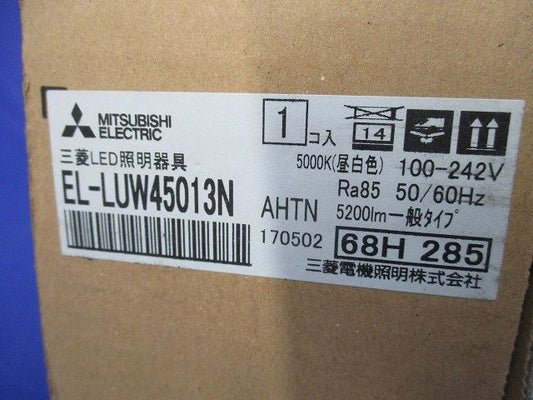 MITSUBISHI
ELECTRIC
1コ入
14
三菱LED照明器具
5000K(昼白色) 100-242V
EL-LUW45013N
Ra85 50/60Hz
AHTN
5200lm一般タイプ
170502
68H 285
三菱電機照明株式会社